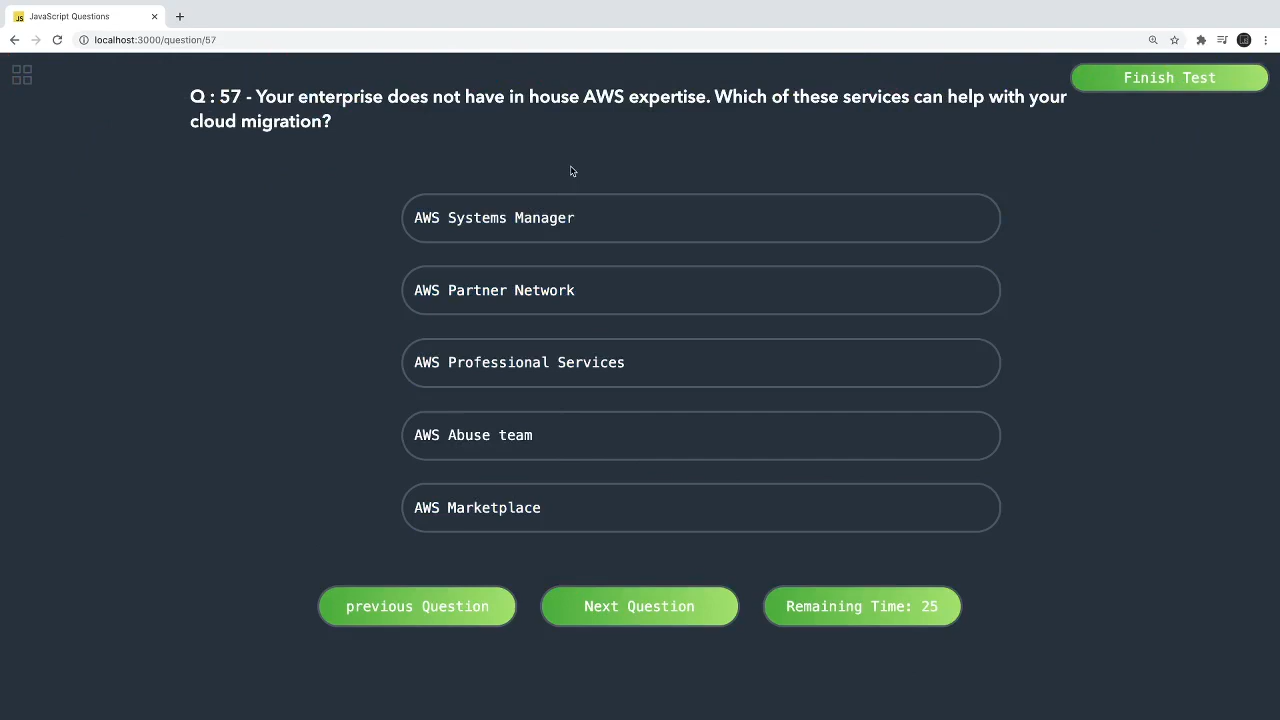 JavaScript Questions
localhost:3000/question/57
Finish Test
Q : 57 - Your enterprise does not have in house AWS expertise. Which of these services can help with your
cloud migration?
AWS Systems Manager
AWS Partner Network
AWS Professional Services
AWS Abuse team
AWS Marketplace
previous Question
Next Question
Remaining Time: 25